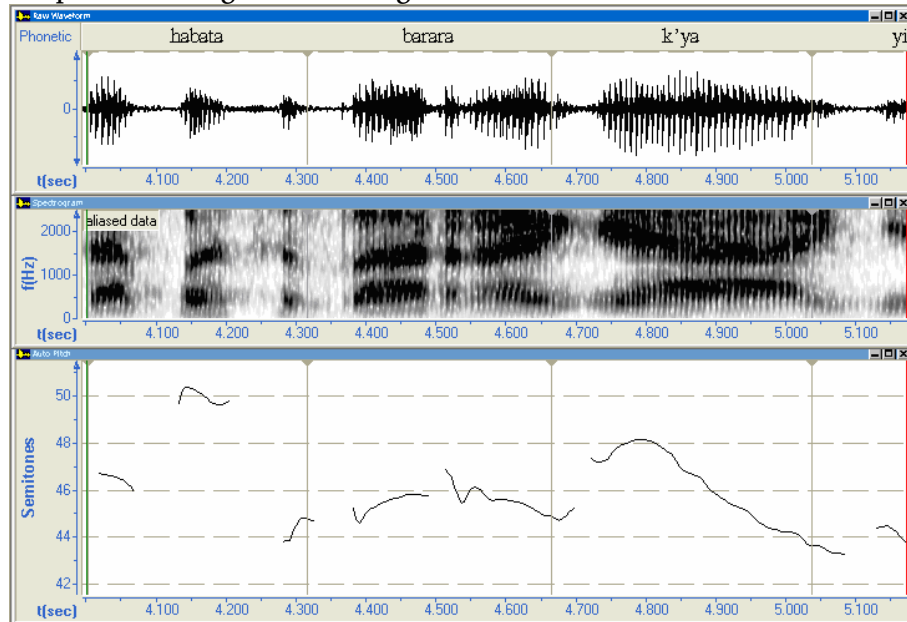 Raw Waveform
Phonetic habata barara k'ya yi
0
t(sec) 4.100 4.200 4.300 4.400 4.500 4.600 4.700 4.800 4.900 5.000 5.100
Spectrogram
aliased data
f(Hz)
2000
1000
0
t(sec) 4.100 4.200 4.300 4.400 4.500 4.600 4.700 4.800 4.900 5.000 5.100
Auto Pitch
Semitones
50
48
46
44
42
t(sec) 4.100 4.200 4.300 4.400 4.500 4.600 4.700 4.800 4.900 5.000 5.100